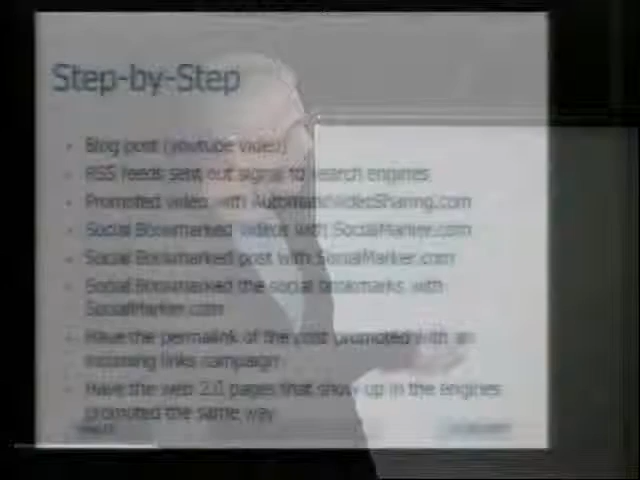 Step-by-Step
Blog post (youtube video)
RSS feeds sent out signal to search engines
Promoted video with AutomaticVideoSharing.com
Social Bookmarked videos with SocialMarker.com
Social Bookmarked post with SocialMarker.com
Social Bookmarked the social bookmarks with
SocialMarker.com
Have the permalink of the post promoted with an
incoming links campaign
Have the web 2.0 pages that show up in the engines
promoted the same way